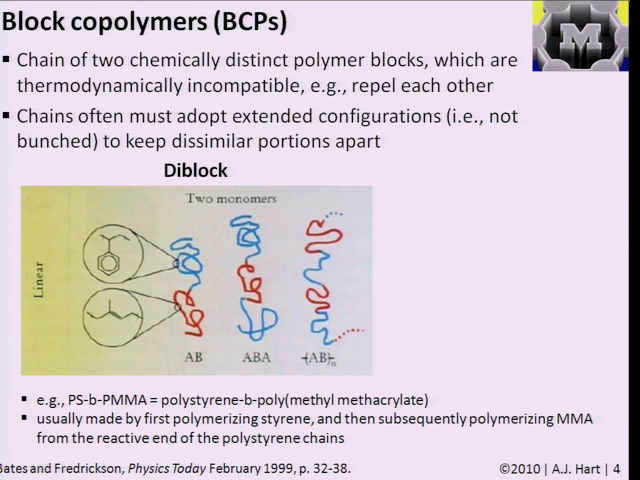 Block copolymers (BCPs)
▪ Chain of two chemically distinct polymer blocks, which are
thermodynamically incompatible, e.g., repel each other
▪ Chains often must adopt extended configurations (i.e., not
bunched) to keep dissimilar portions apart
Diblock
Two monomers
Linear
AB ABA -(AB)-n
▪ e.g., PS-b-PMMA = polystyrene-b-poly(methyl methacrylate)
▪ usually made by first polymerizing styrene, and then subsequently polymerizing MMA
from the reactive end of the polystyrene chains
Bates and Fredrickson, Physics Today February 1999, p. 32-38. ©2010 | A.J. Hart | 4
M